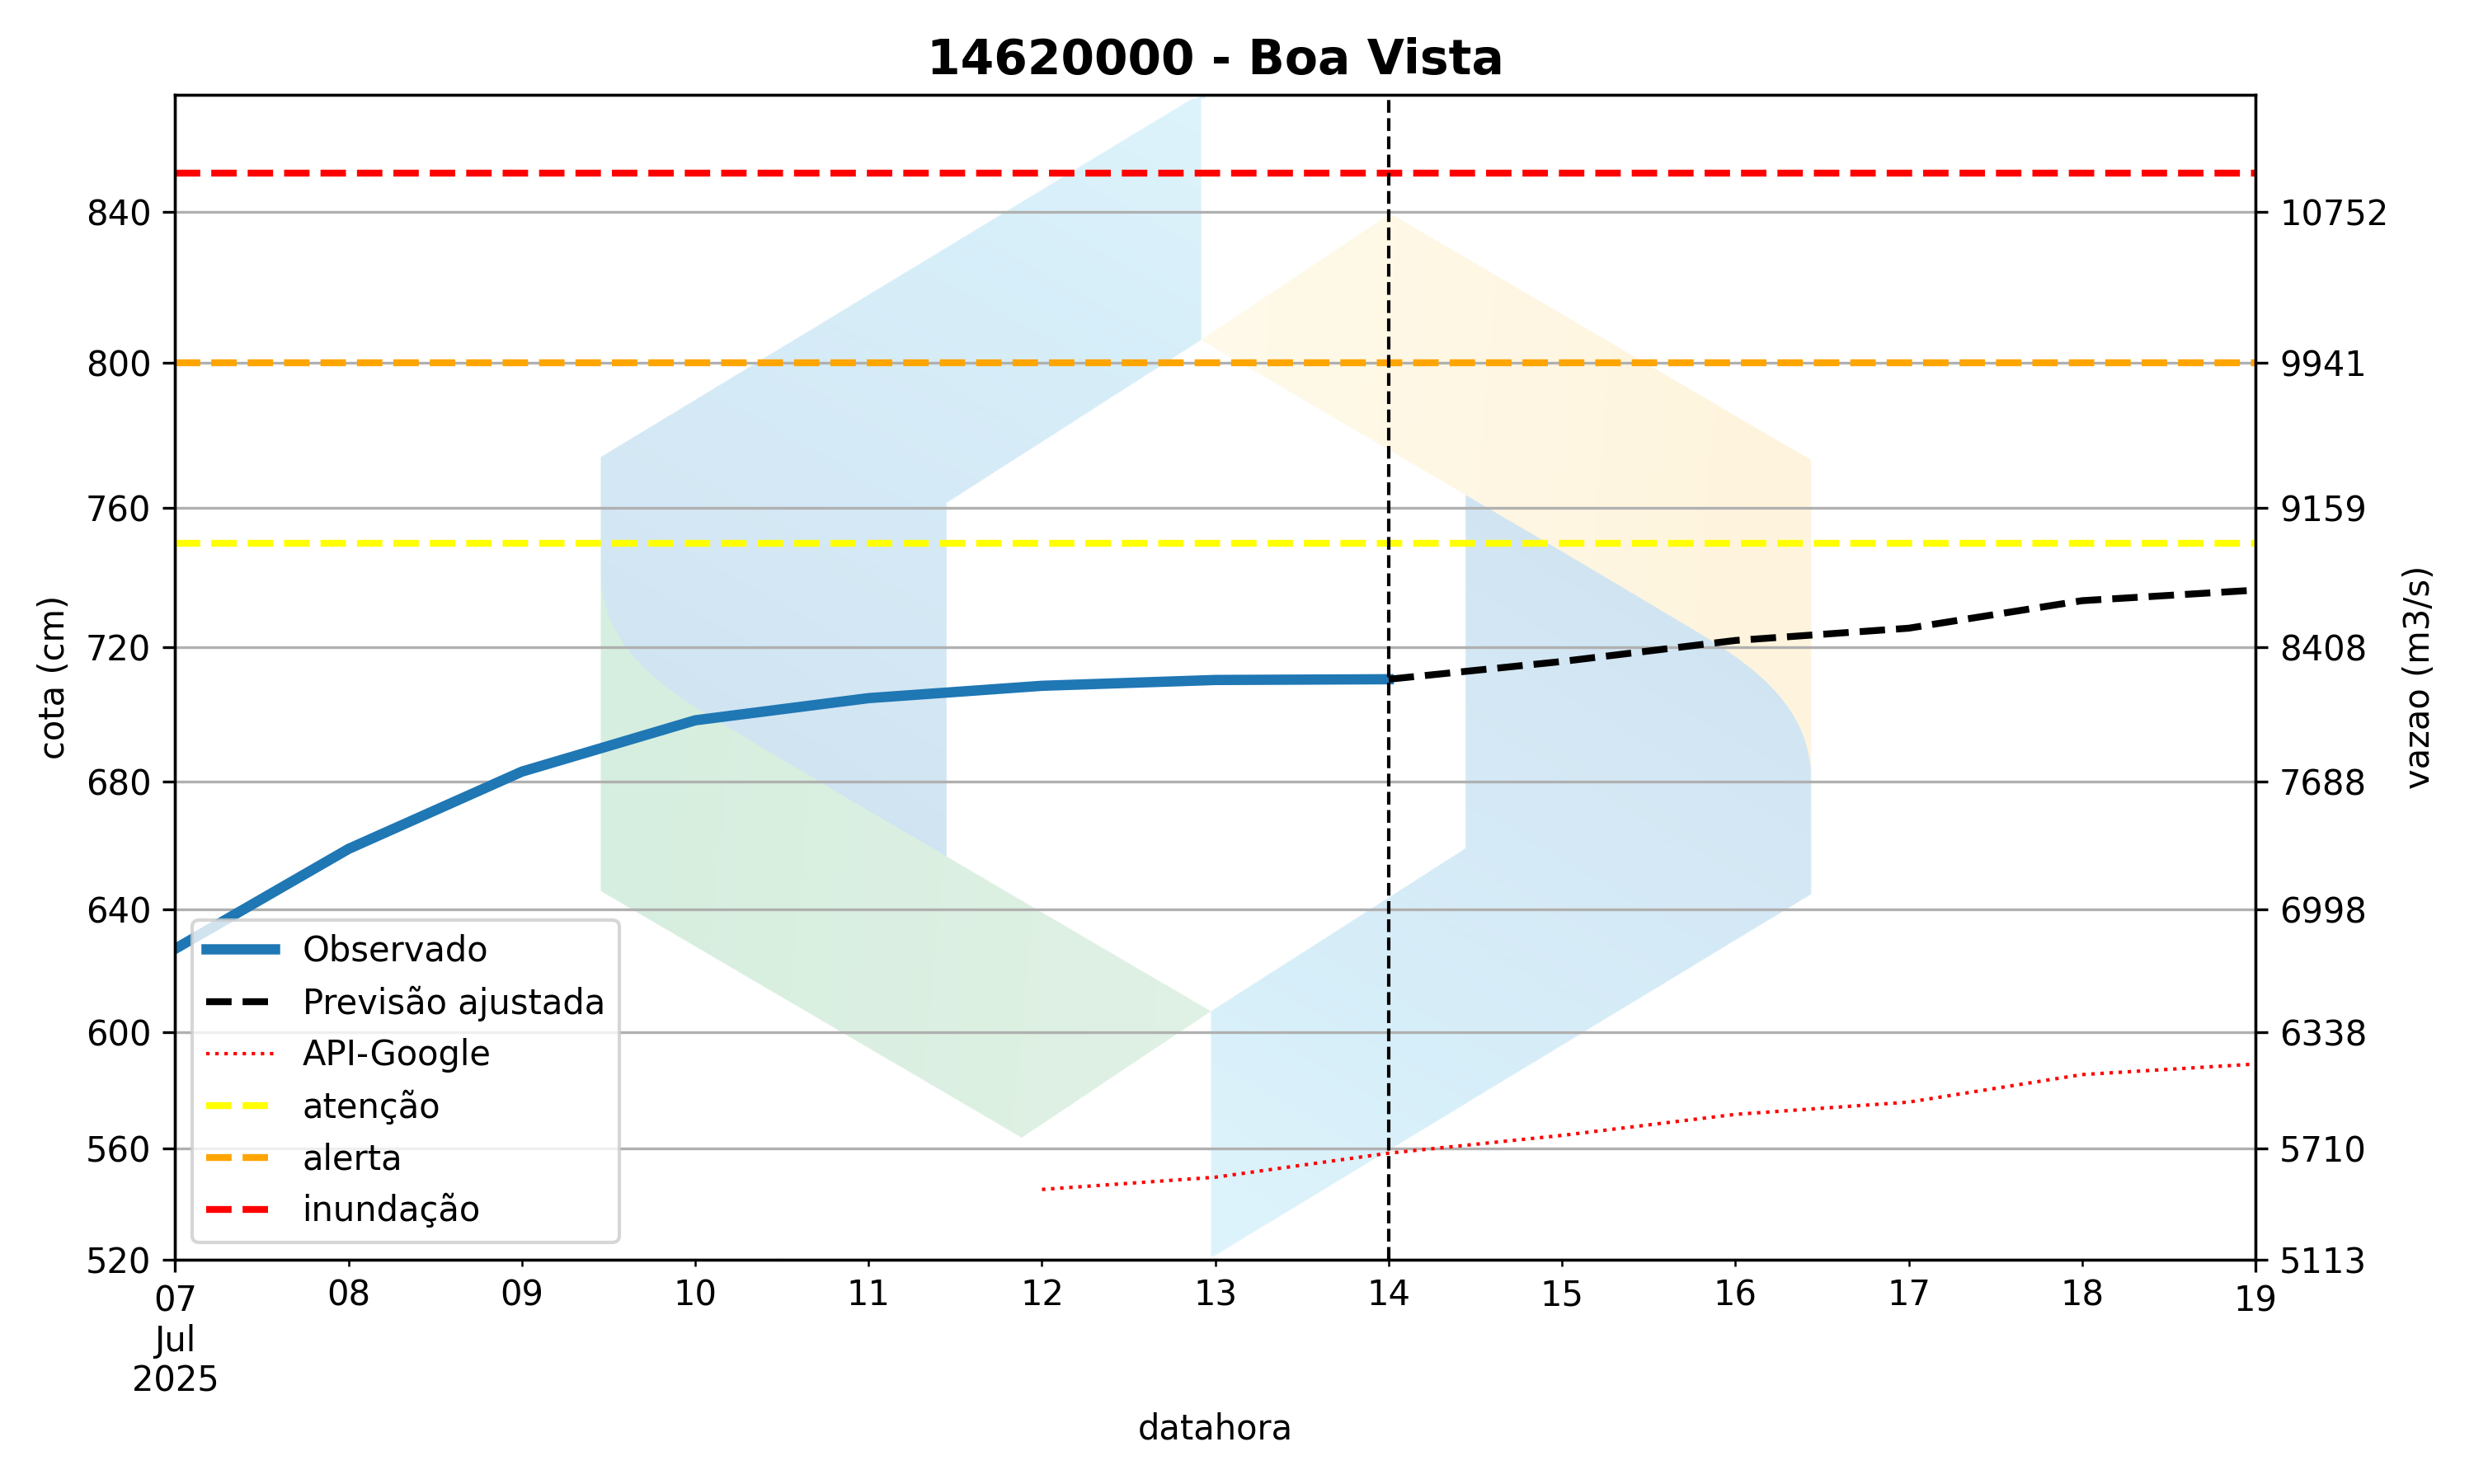 14620000 - Boa Vista
840
800
760
720
680
640
600
560
520
cota (cm)
10752
9941
9159
8408
7688
6998
6338
5710
5113
vazao (m3/s)
Observado
Previsão ajustada
API-Google
atenção
alerta
inundação
07 08 09 10 11 12 13 14 15 16 17 18 19
Jul
2025
datahora